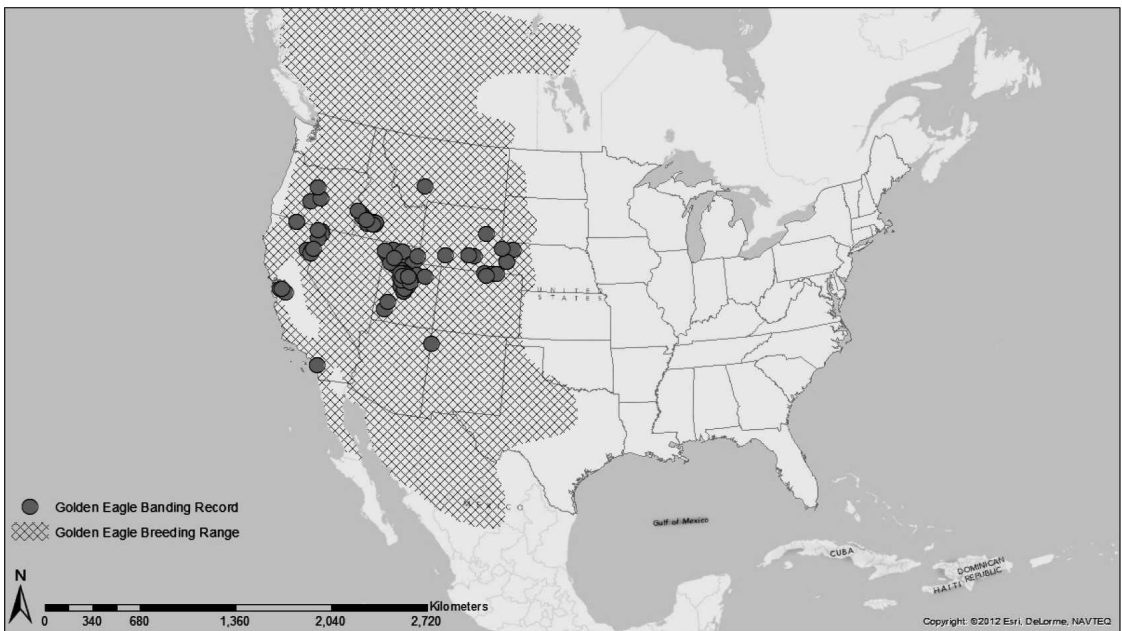 UNITED
STATES
Golden Eagle Banding Record
MEXICO
Golden Eagle Breeding Range
Gulf of Mexico
CUBA
DOMINICAN
HAITI REPUBLIC
N
Kilometers
0 340 680 1,360 2,040 2,720
Copyright: ©2012 Esri, DeLorme, NAVTEQ